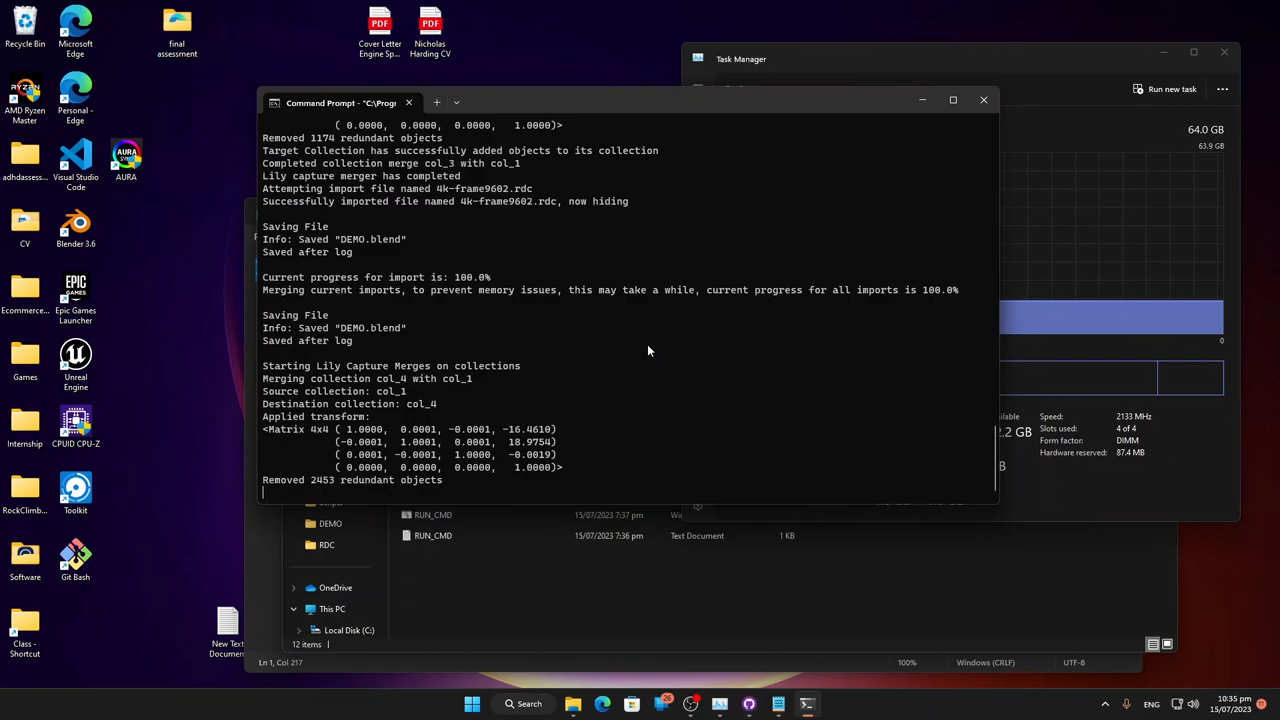 Recycle Bin
Microsoft Edge
final assessment
Cover Letter Engine Sp...
Nicholas Harding CV
AMD Ryzen Master
Personal - Edge
adhdassess...
Visual Studio Code
AURA
CV
Blender 3.6
Ecommerce...
Epic Games Launcher
Games
Unreal Engine
Internship
CPUID CPU-Z
RockClimb...
Toolkit
Software
Git Bash
Class - Shortcut
New Text Document
Task Manager
Run new task
64.0 GB
63.9 GB
0
Speed: 2133 MHz
Slots used: 4 of 4
Form factor: DIMM
Hardware reserved: 87.4 MB
Command Prompt - "C:\Progr
( 0.0000, 0.0000, 0.0000, 1.0000)>
Removed 1174 redundant objects
Target Collection has successfully added objects to its collection
Completed collection merge col_3 with col_1
Lily capture merger has completed
Attempting import file named 4k-frame9602.rdc
Successfully imported file named 4k-frame9602.rdc, now hiding
Saving File
Info: Saved "DEMO.blend"
Saved after log
Current progress for import is: 100.0%
Merging current imports, to prevent memory issues, this may take a while, current progress for all imports is 100.0%
Saving File
Info: Saved "DEMO.blend"
Saved after log
Starting Lily Capture Merges on collections
Merging collection col_4 with col_1
Source collection: col_1
Destination collection: col_4
Applied transform:
<Matrix 4x4 ( 1.0000, 0.0001, -0.0001, -16.4610)
(-0.0001, 1.0001, 0.0001, 18.9754)
( 0.0001, -0.0001, 1.0000, -0.0019)
( 0.0000, 0.0000, 0.0000, 1.0000)>
Removed 2453 redundant objects
RUN_CMD 15/07/2023 7:37 pm
DEMO
RUN_CMD 15/07/2023 7:36 pm Text Document 1 KB
RDC
OneDrive
This PC
Local Disk (C:)
12 items
Ln 1, Col 217
100%
Windows (CRLF)
UTF-8
Search
26
ENG
10:35 pm
15/07/2023